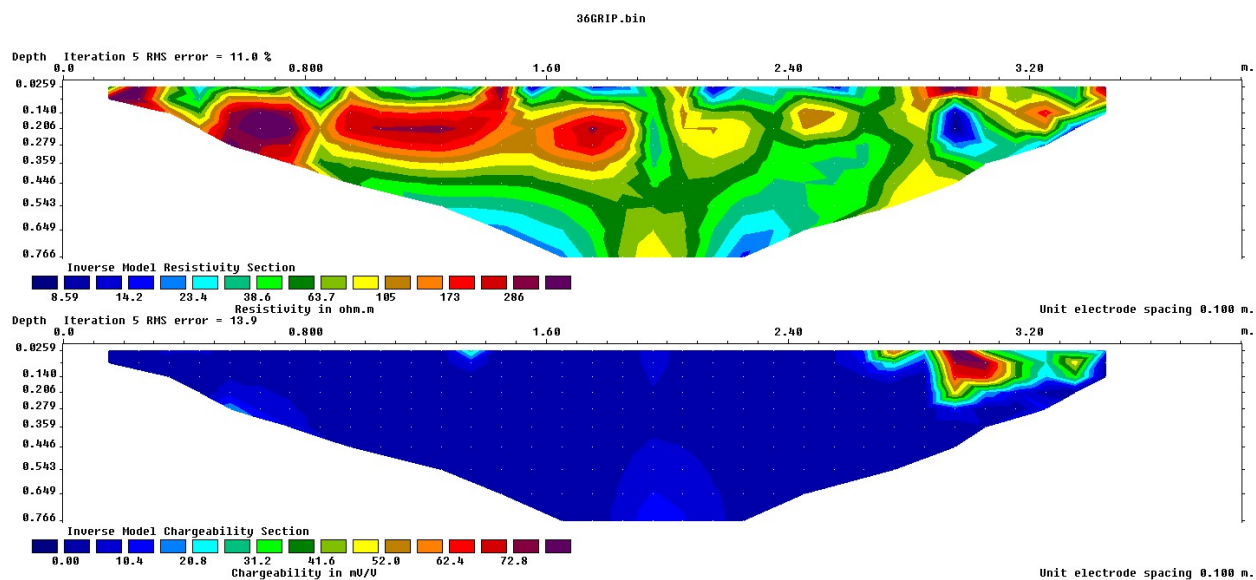 36GRIP.bin
Depth Iteration 5 RMS error = 11.0 %
0.0 0.800 1.60 2.40 3.20 m.
0.0259
0.140
0.206
0.279
0.359
0.446
0.543
0.649
0.766
Inverse Model Resistivity Section
8.59 14.2 23.4 38.6 63.7 105 173 286
Resistivity in ohm.m
Unit electrode spacing 0.100 m.
Depth Iteration 5 RMS error = 13.9
0.0 0.800 1.60 2.40 3.20 m.
0.0259
0.140
0.206
0.279
0.359
0.446
0.543
0.649
0.766
Inverse Model Chargeability Section
0.00 10.4 20.8 31.2 41.6 52.0 62.4 72.8
Chargeability in mV/V
Unit electrode spacing 0.100 m.